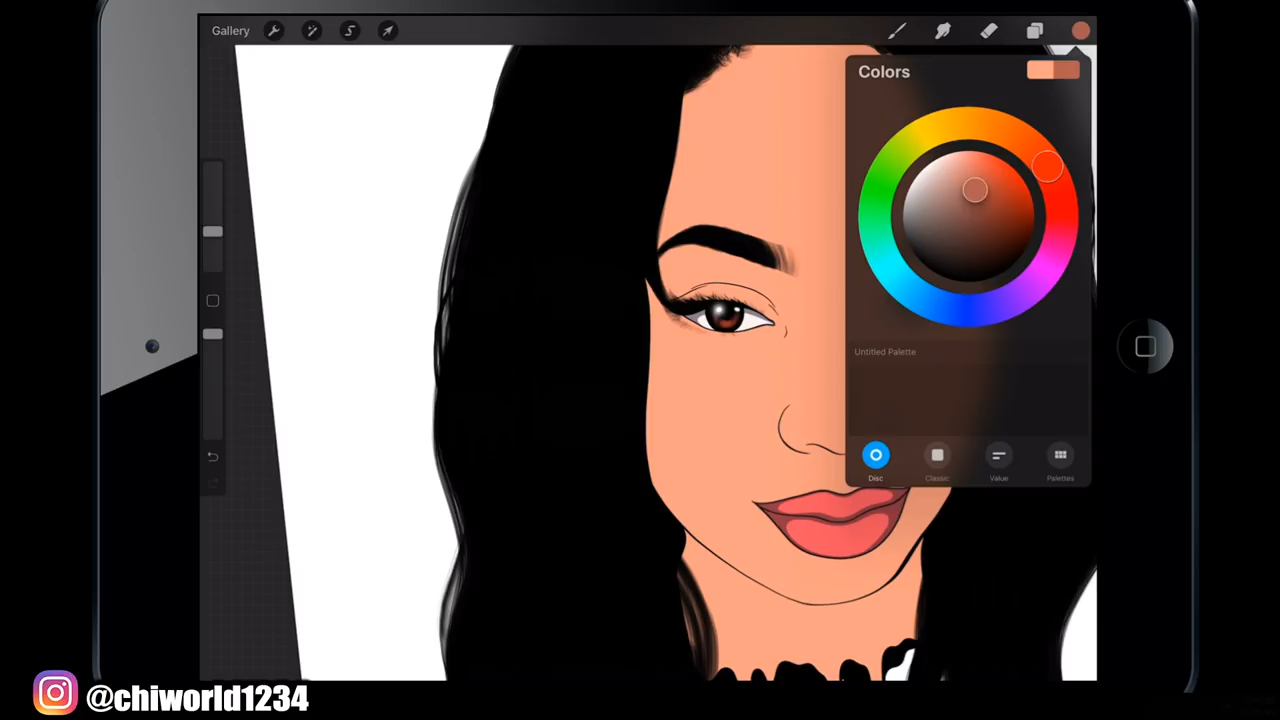 Gallery
Colors
Untitled Palette
Disc
Classic
Value
Palettes
@chiworld1234